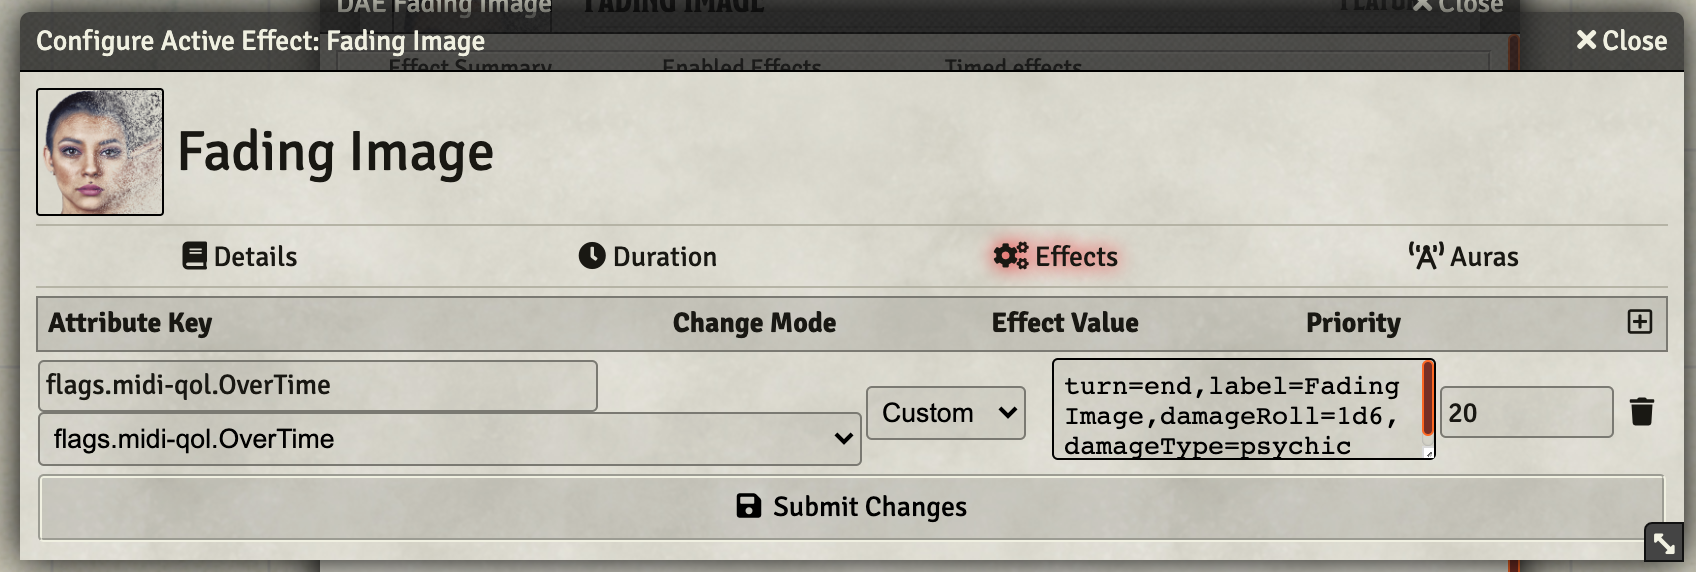 DAE Fading Image
FADING IMAGE
Close
Configure Active Effect: Fading Image
Close
Effect Summary
Enabled Effects
Timed effects
Fading Image
Details
Duration
Effects
Auras
Attribute Key
Change Mode
Effect Value
Priority
flags.midi-qol.OverTime
flags.midi-qol.OverTime
Custom
turn=end,label=Fading
Image,damageRoll=1d6,
damageType=psychic
20
Submit Changes